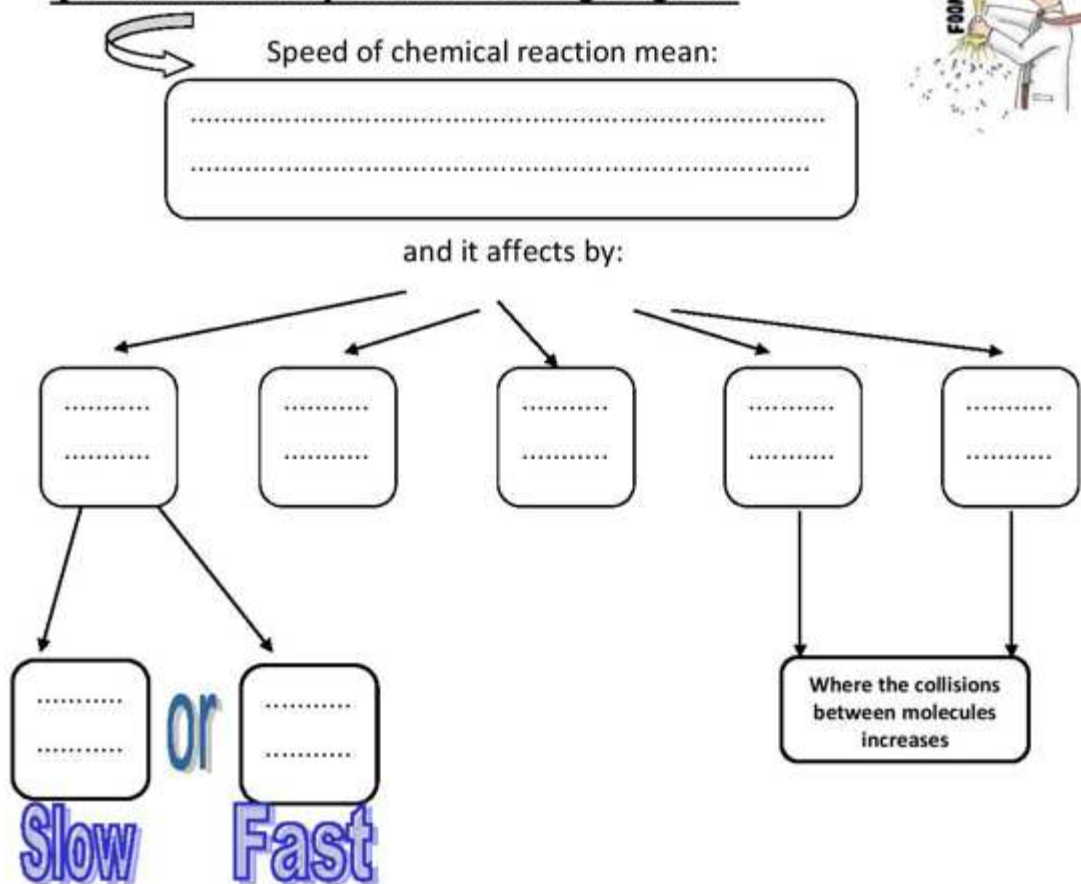 Speed of chemical reaction mean:
and it affects by:
or
Where the collisions
between molecules
increases
Slow
Fast